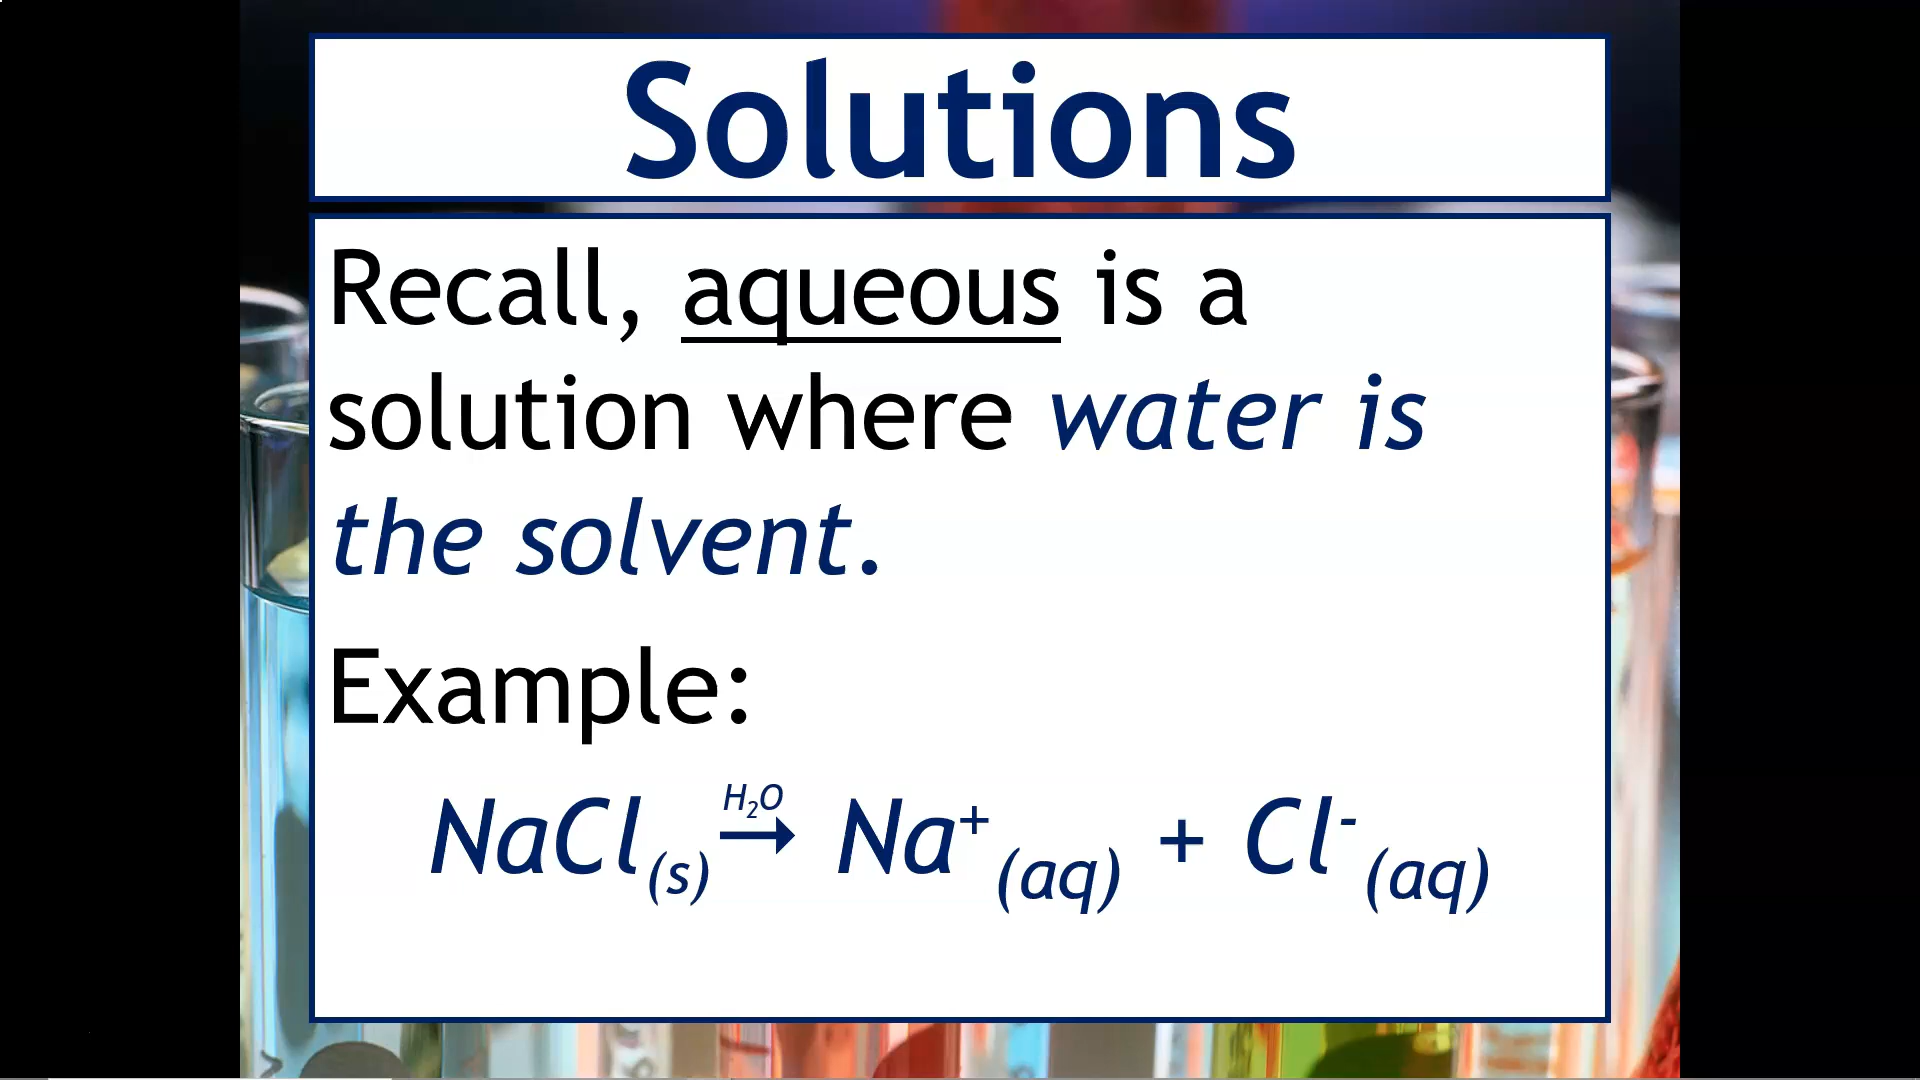 Solutions
Recall, aqueous is a
solution where water is
the solvent.
Example:
NaCl(s) H₂O→ Na⁺(aq) + Cl⁻(aq)